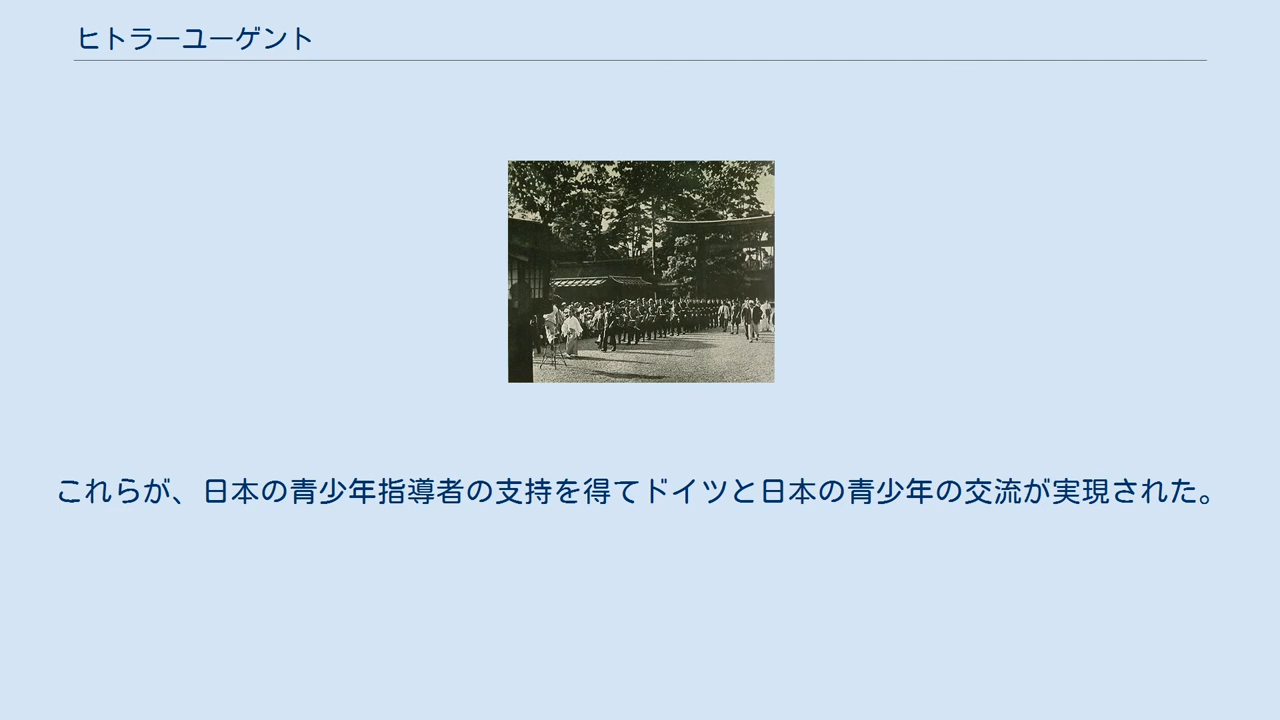 ヒトラーユーゲント
これらが、日本の青少年指導者の支持を得てドイツと日本の青少年の交流が実現された。